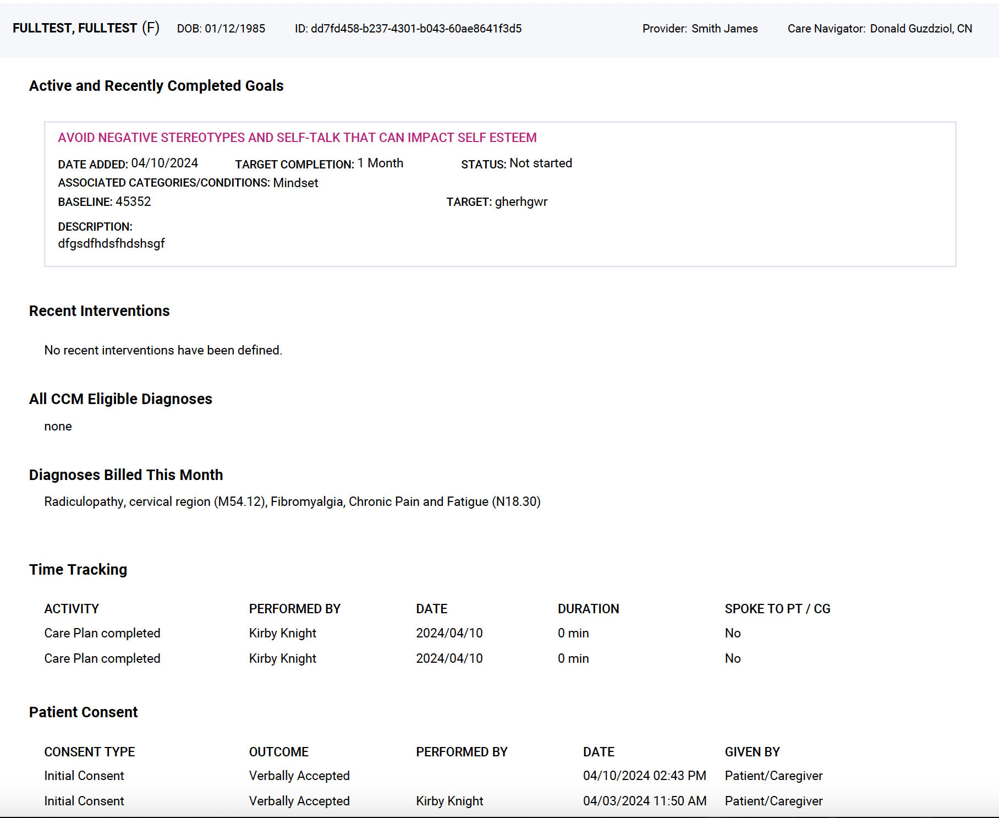 FULLTEST, FULLTEST (F) DOB: 01/12/1985 ID: dd7fd458-b237-4301-b043-60ae8641f3d5 Provider: Smith James Care Navigator: Donald Guzdziol, CN
Active and Recently Completed Goals
AVOID NEGATIVE STEREOTYPES AND SELF-TALK THAT CAN IMPACT SELF ESTEEM
DATE ADDED: 04/10/2024 TARGET COMPLETION: 1 Month STATUS: Not started
ASSOCIATED CATEGORIES/CONDITIONS: Mindset
BASELINE: 45352 TARGET: gherhgwr
DESCRIPTION:
dfgsdfhdsfhdshsgf
Recent Interventions
No recent interventions have been defined.
All CCM Eligible Diagnoses
none
Diagnoses Billed This Month
Radiculopathy, cervical region (M54.12), Fibromyalgia, Chronic Pain and Fatigue (N18.30)
Time Tracking
ACTIVITY PERFORMED BY DATE DURATION SPOKE TO PT / CG
Care Plan completed Kirby Knight 2024/04/10 0 min No
Care Plan completed Kirby Knight 2024/04/10 0 min No
Patient Consent
CONSENT TYPE OUTCOME PERFORMED BY DATE GIVEN BY
Initial Consent Verbally Accepted 04/10/2024 02:43 PM Patient/Caregiver
Initial Consent Verbally Accepted Kirby Knight 04/03/2024 11:50 AM Patient/Caregiver